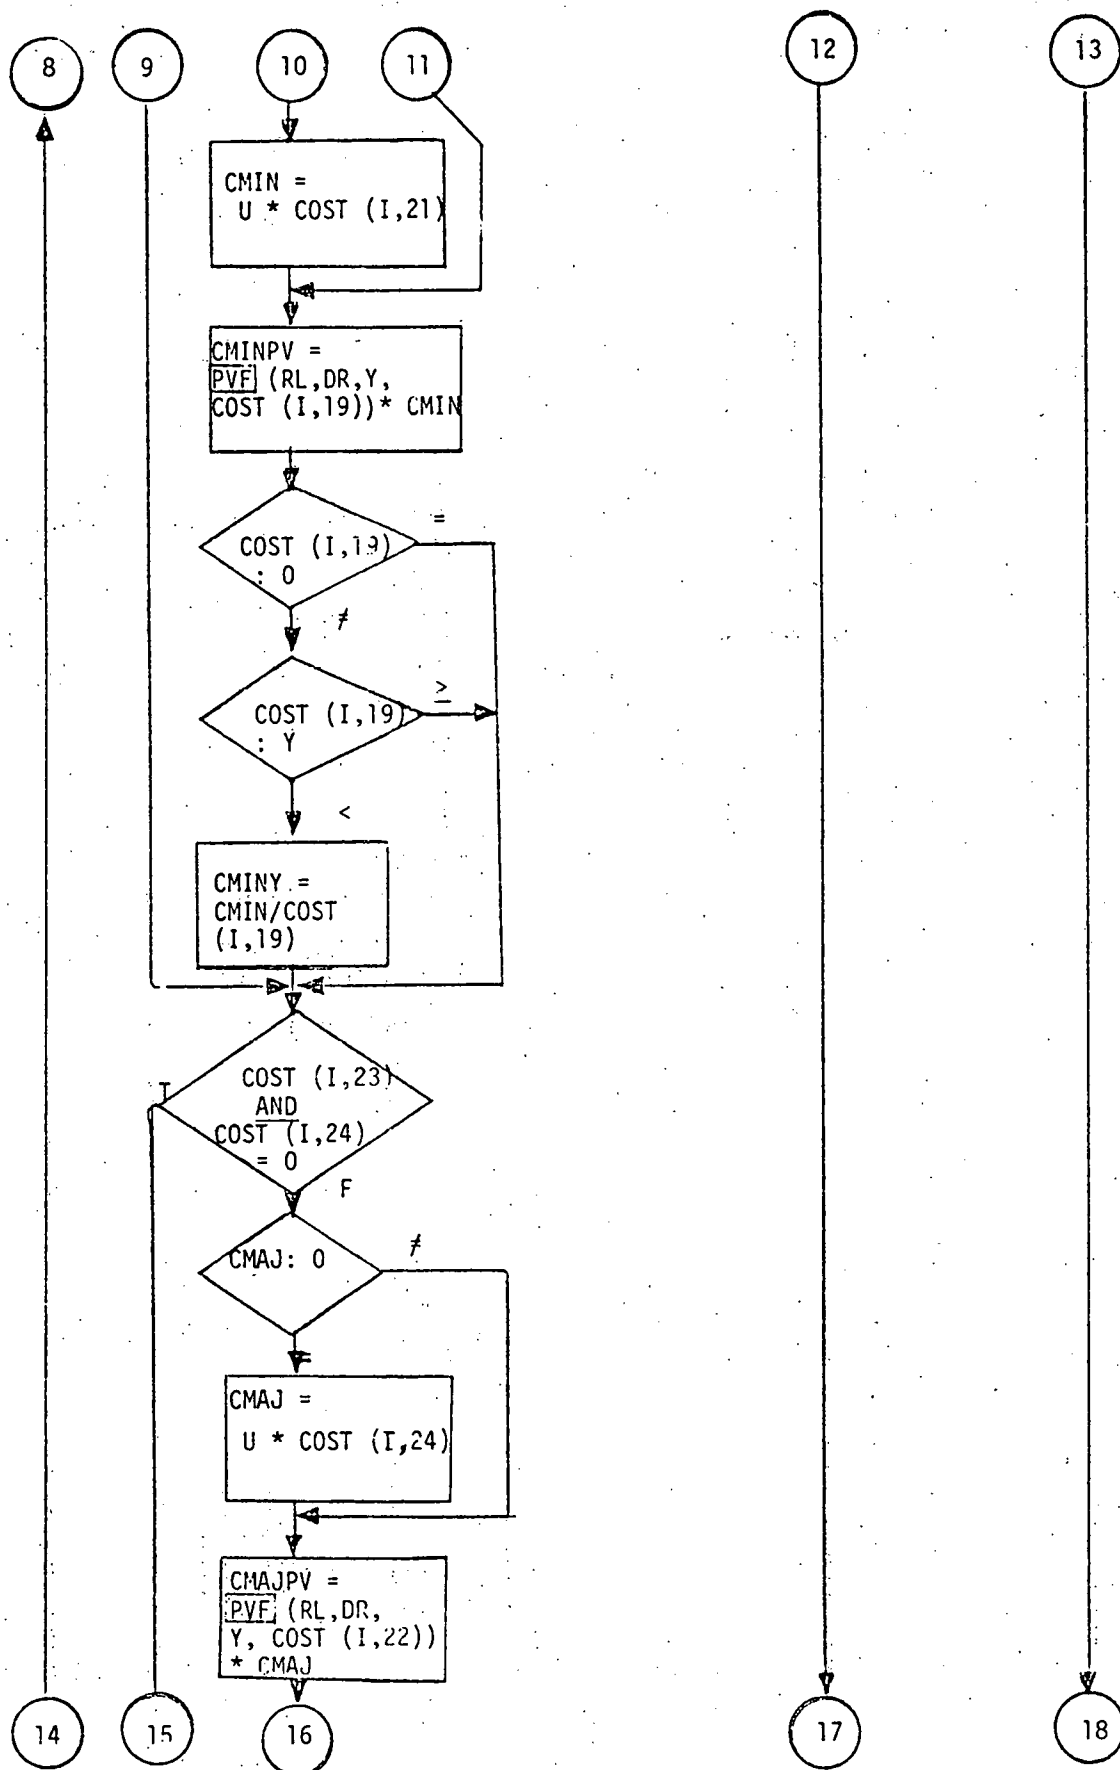 8 9 10 11 12 13
CMIN =
U * COST (I,21)
CMINPV =
PVF (RL,DR,Y,
COST (I,19))* CMIN
=
COST (I,19)
: 0
≠
≥
COST (I,19)
: Y
<
CMINY =
CMIN/COST
(I,19)
T
COST (I,23)
AND
COST (I,24)
= 0
F
CMAJ: 0
≠
=
CMAJ =
U * COST (I,24)
CMAJPV =
PVF (RL,DR,
Y, COST (I,22))
* CMAJ
14 15 16 17 18